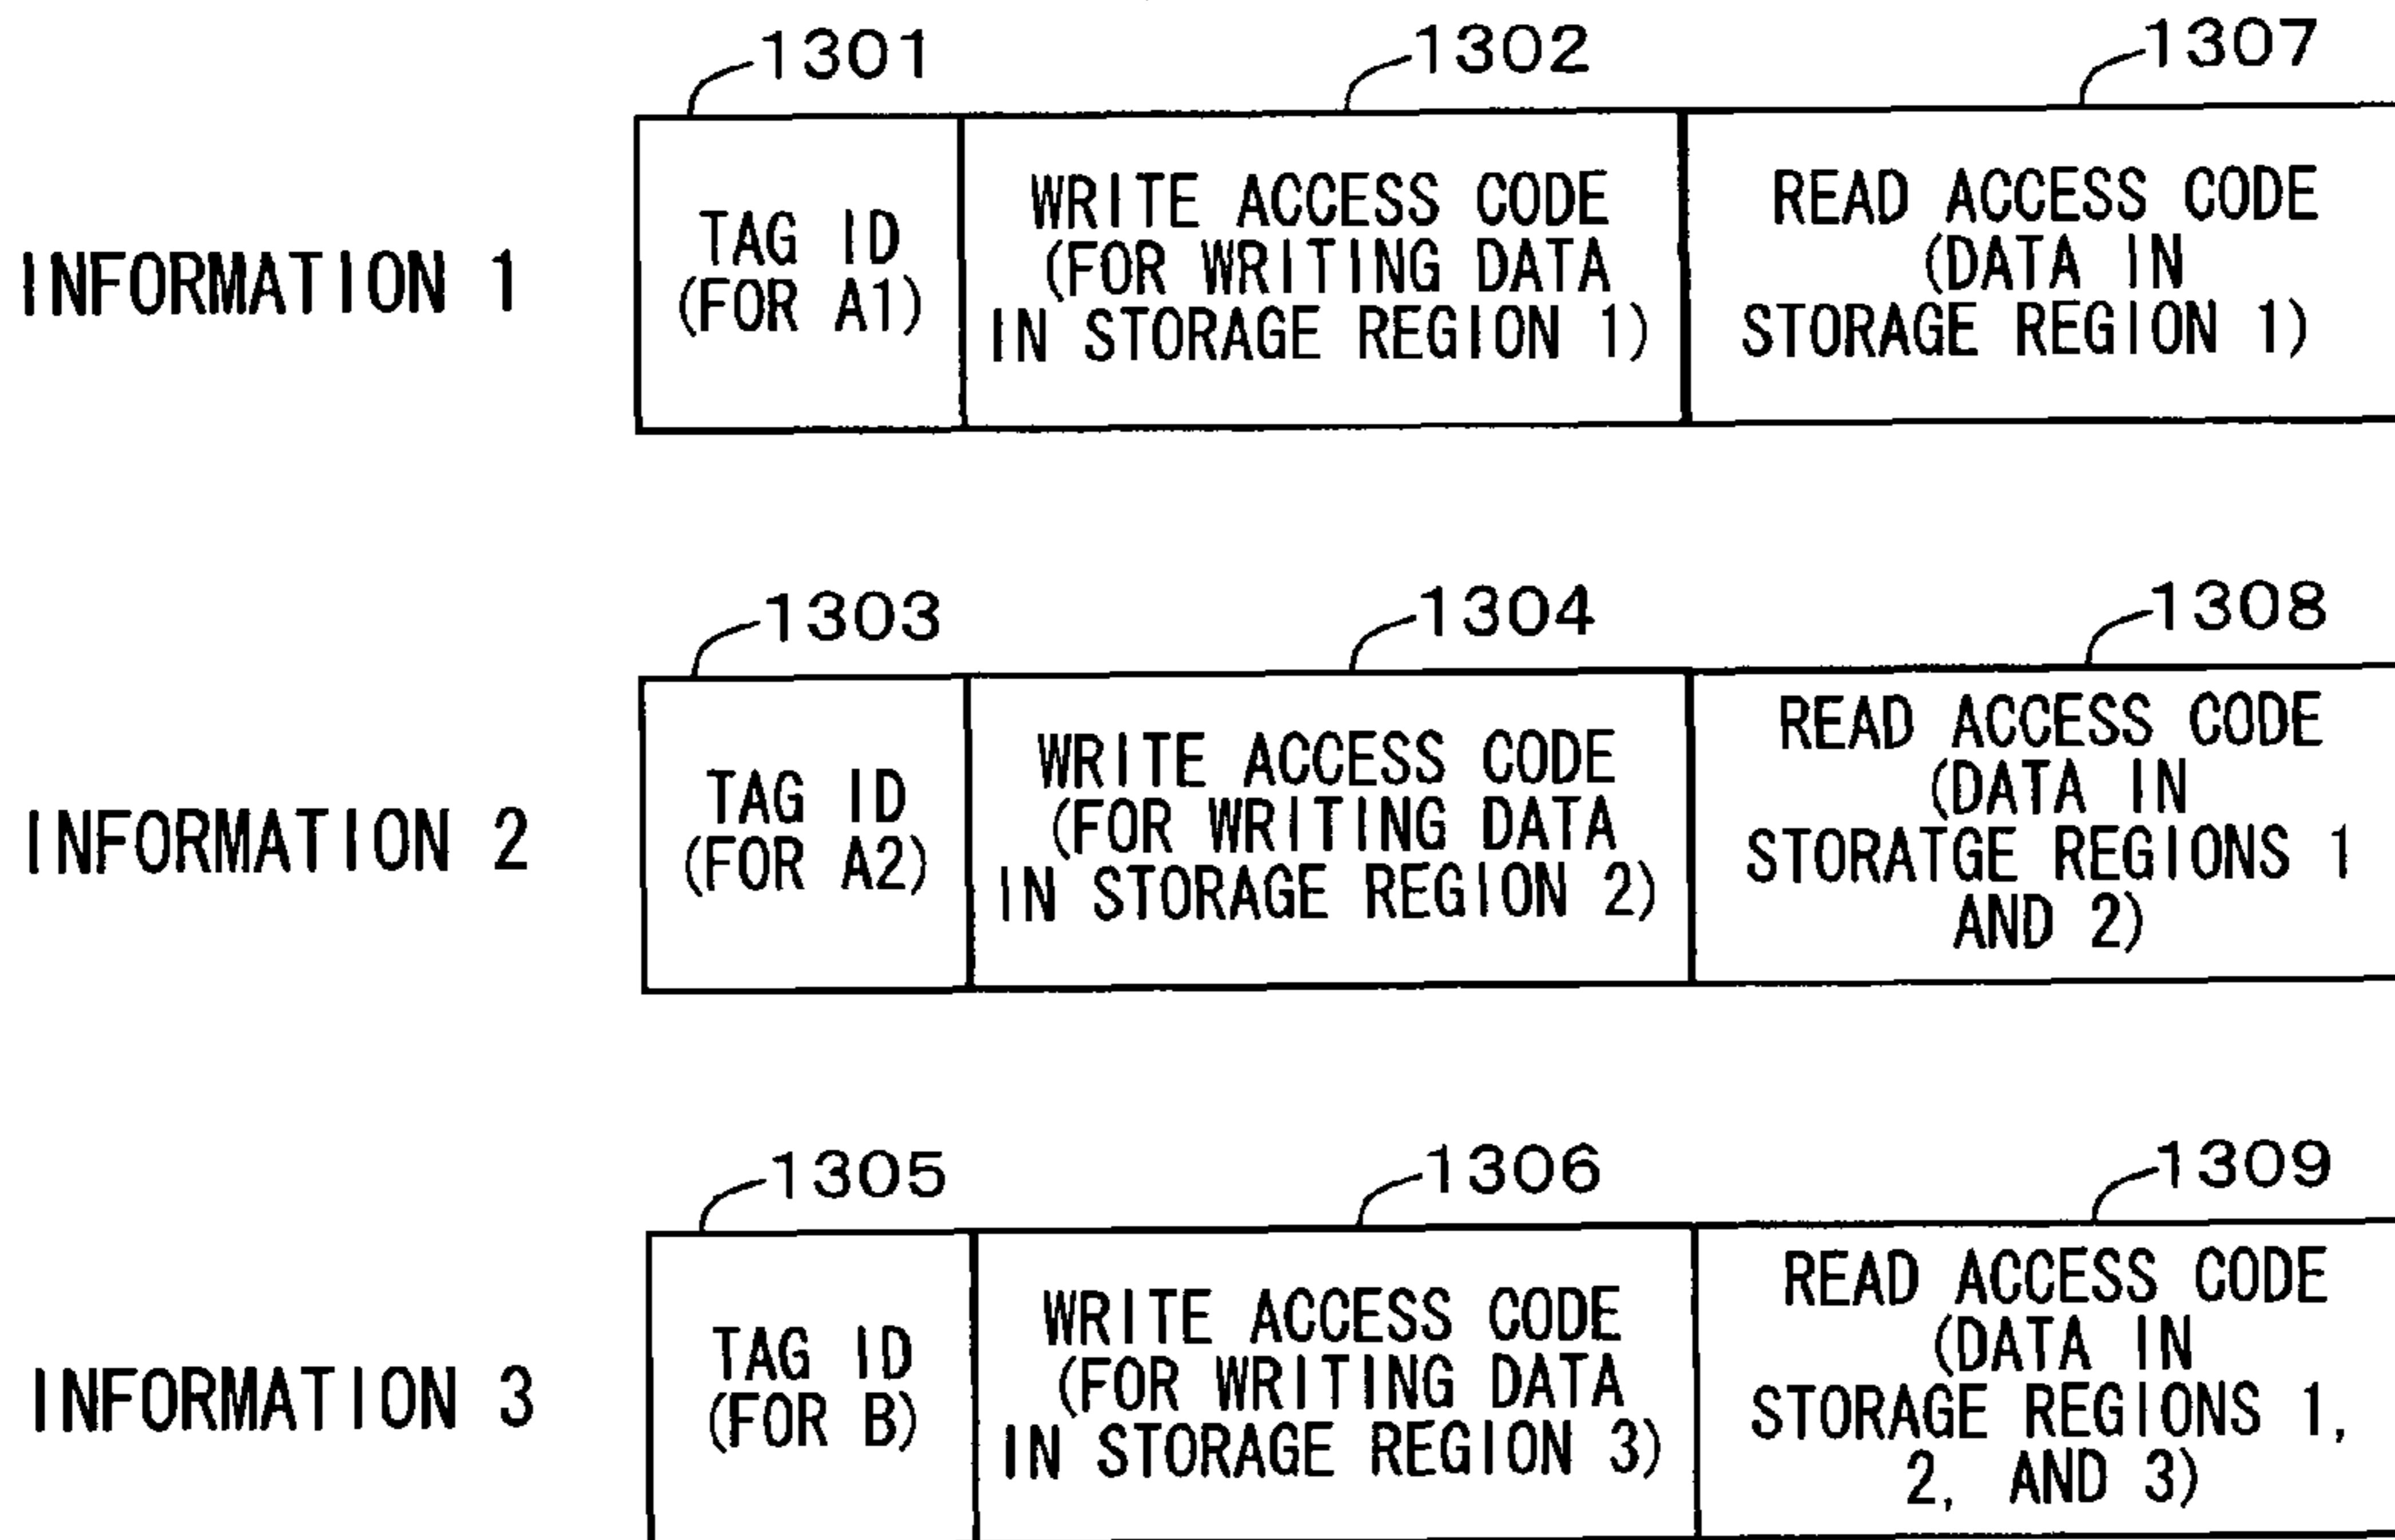 1301
1302
1307
INFORMATION 1
TAG ID
(FOR A1)
WRITE ACCESS CODE
(FOR WRITING DATA
IN STORAGE REGION 1)
READ ACCESS CODE
(DATA IN
STORAGE REGION 1)
1303
1304
1308
INFORMATION 2
TAG ID
(FOR A2)
WRITE ACCESS CODE
(FOR WRITING DATA
IN STORAGE REGION 2)
READ ACCESS CODE
(DATA IN
STORATGE REGIONS 1
AND 2)
1305
1306
1309
INFORMATION 3
TAG ID
(FOR B)
WRITE ACCESS CODE
(FOR WRITING DATA
IN STORAGE REGION 3)
READ ACCESS CODE
(DATA IN
STORAGE REGIONS 1,
2, AND 3)